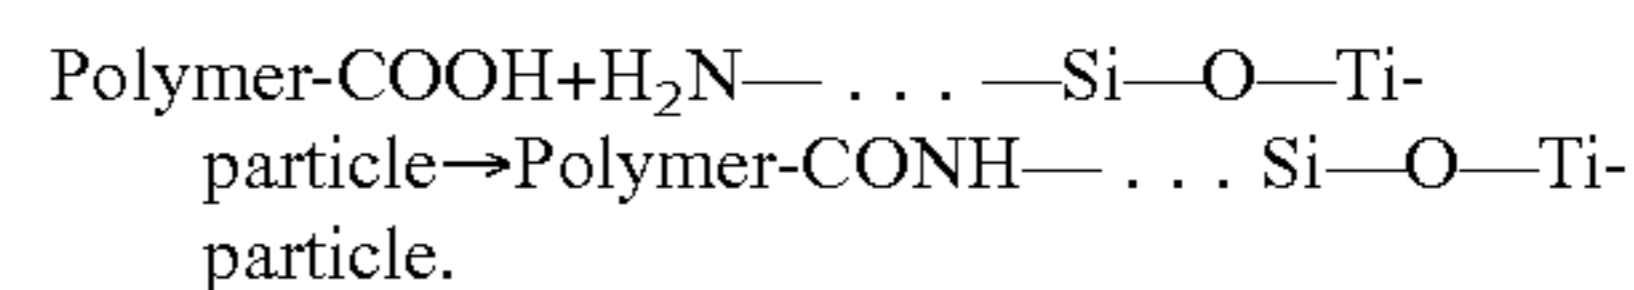 Polymer-COOH+H₂N— . . . —Si—O—Ti-
particle→Polymer-CONH— . . . Si—O—Ti-
particle.